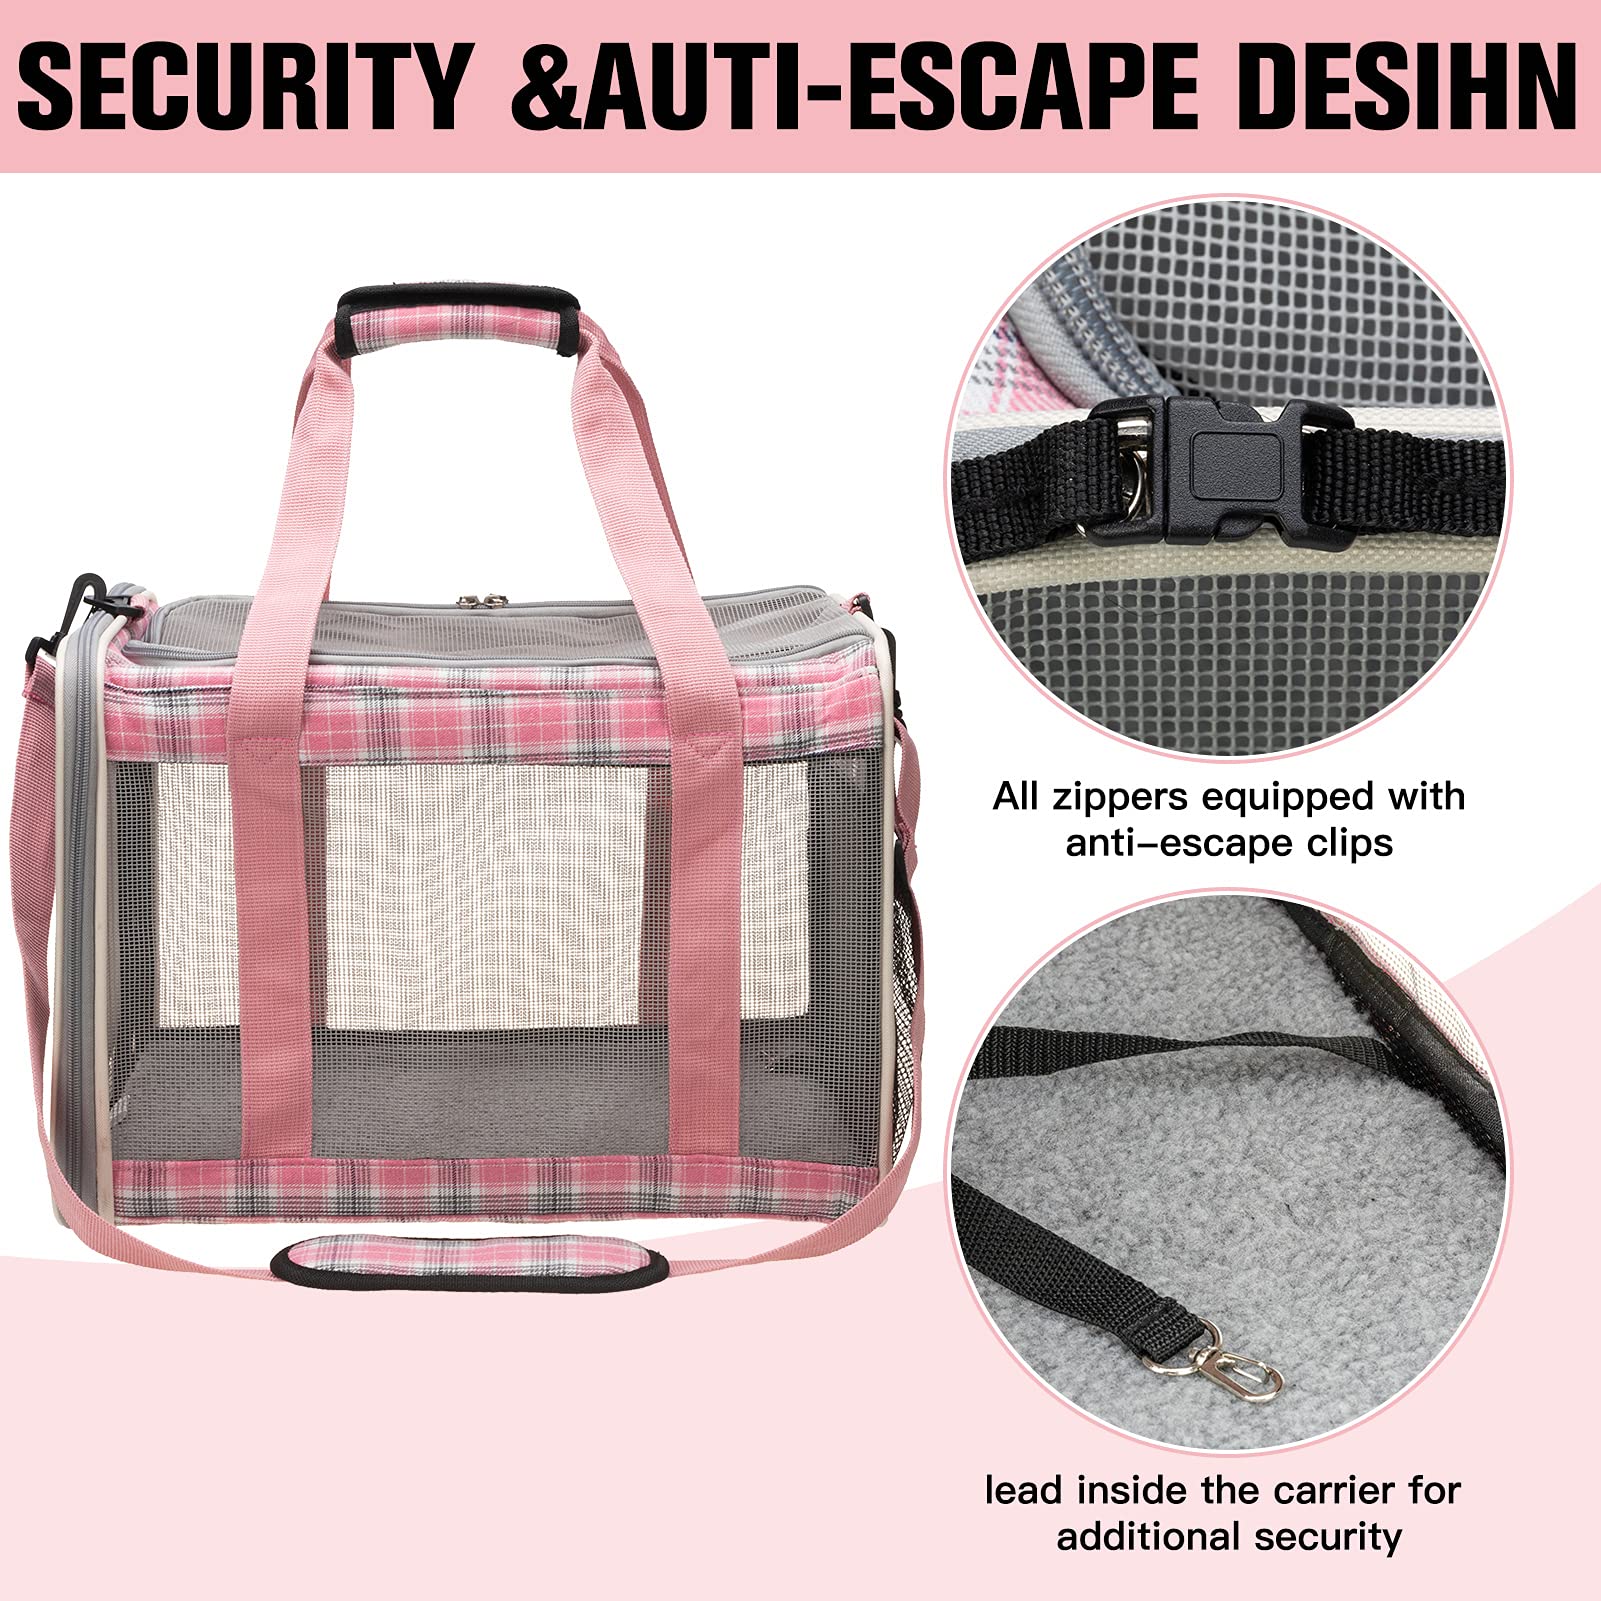 SECURITY &AUTI-ESCAPE DESIHN
All zippers equipped with
anti-escape clips
lead inside the carrier for
additional security